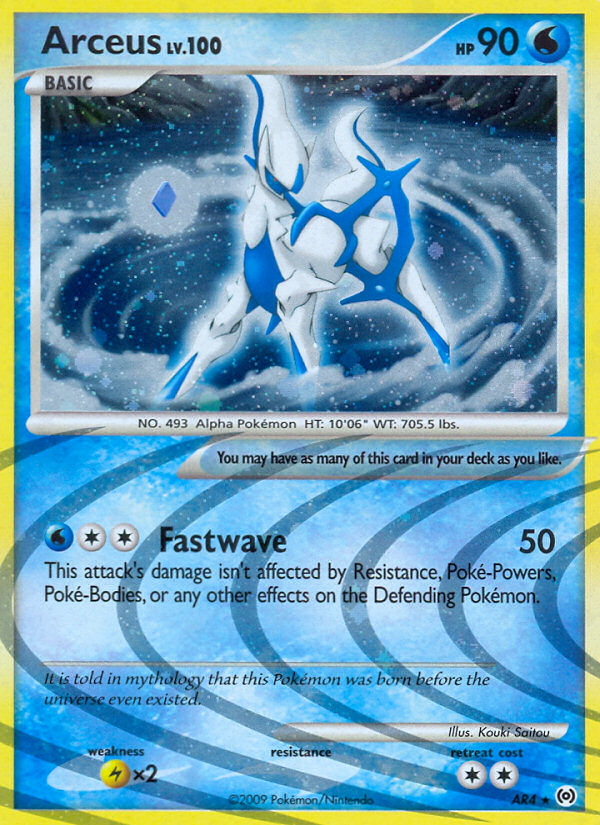 Arceus LV.100 HP 90
BASIC
NO. 493 Alpha Pokémon HT: 10'06" WT: 705.5 lbs.
You may have as many of this card in your deck as you like.
Fastwave 50
This attack's damage isn't affected by Resistance, Poké-Powers,
Poké-Bodies, or any other effects on the Defending Pokémon.
It is told in mythology that this Pokémon was born before the
universe even existed.
Illus. Kouki Saitou
weakness resistance retreat cost
×2
©2009 Pokémon/Nintendo AR4 ★